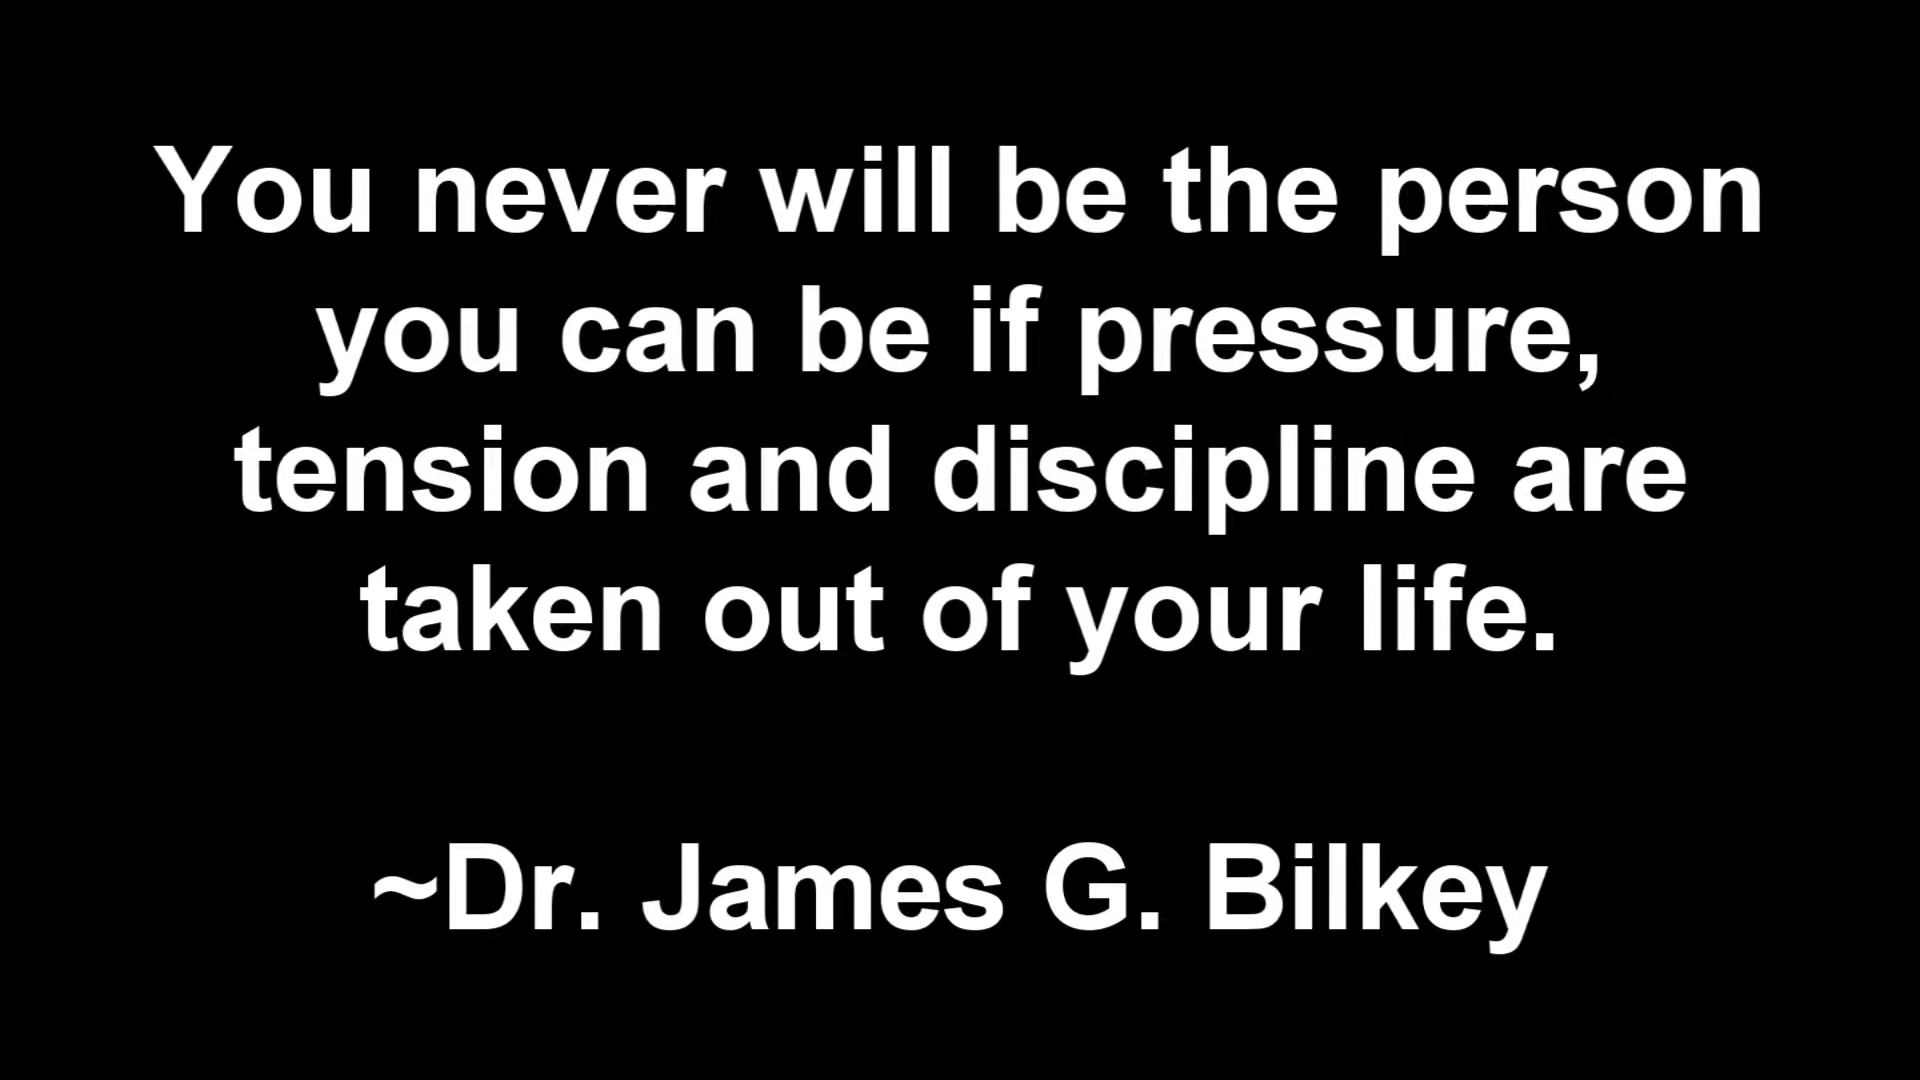 You never will be the person
you can be if pressure,
tension and discipline are
taken out of your life.
~Dr. James G. Bilkey